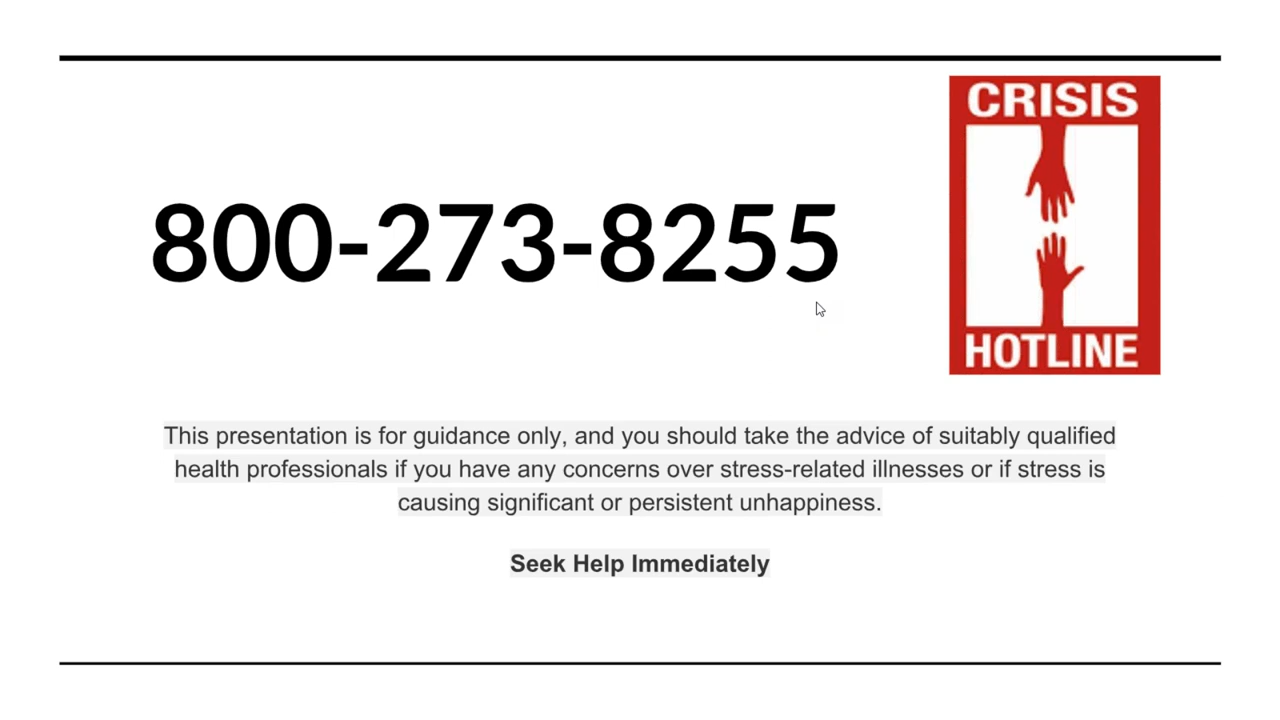 CRISIS
800-273-8255
HOTLINE
This presentation is for guidance only, and you should take the advice of suitably qualified
health professionals if you have any concerns over stress-related illnesses or if stress is
causing significant or persistent unhappiness.
Seek Help Immediately